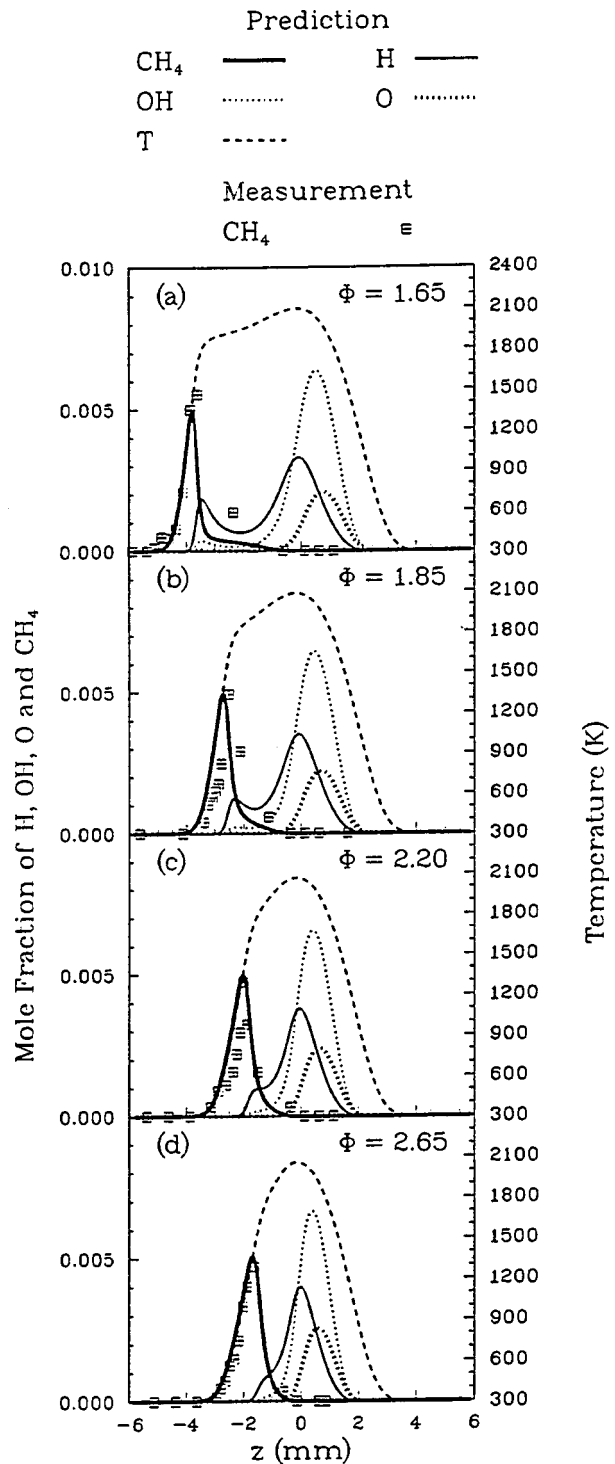 Prediction
CH4 H
OH O
T
Measurement
CH4
0.010 (a) Φ = 1.65 2400
2100
1800
0.005 1500
1200
900
600
0.000 300
(b) Φ = 1.85
2100
1800
0.005 1500
1200
900
600
0.000 300
(c) Φ = 2.20
2100
1800
0.005 1500
1200
900
600
0.000 300
(d) Φ = 2.65
2100
1800
0.005 1500
1200
900
600
0.000 300
-6 -4 -2 0 2 4 6
z (mm)
Mole Fraction of H, OH, O and CH4
Temperature (K)